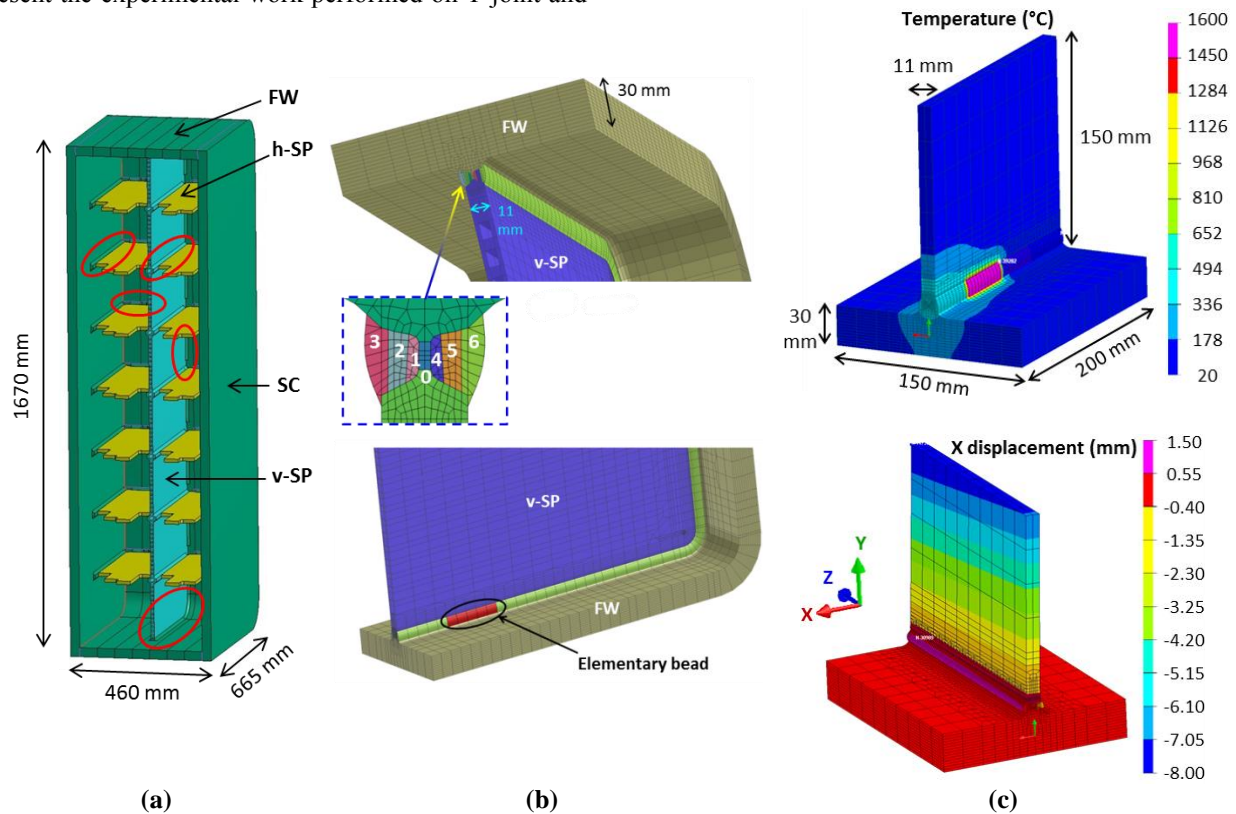 esent the experimental work performed on T-joint and
FW
h-SP
1670 mm
SC
v-SP
460 mm
665 mm
(a)
30 mm
FW
11
mm
v-SP
3 2 1 0 4 5 6
v-SP
FW
Elementary bead
(b)
Temperature (°C)
11 mm
150 mm
30
mm
150 mm
200 mm
1600
1450
1284
1126
968
810
652
494
336
178
20
X displacement (mm)
Y
Z
X
1.50
0.55
-0.40
-1.35
-2.30
-3.25
-4.20
-5.15
-6.10
-7.05
-8.00
(c)